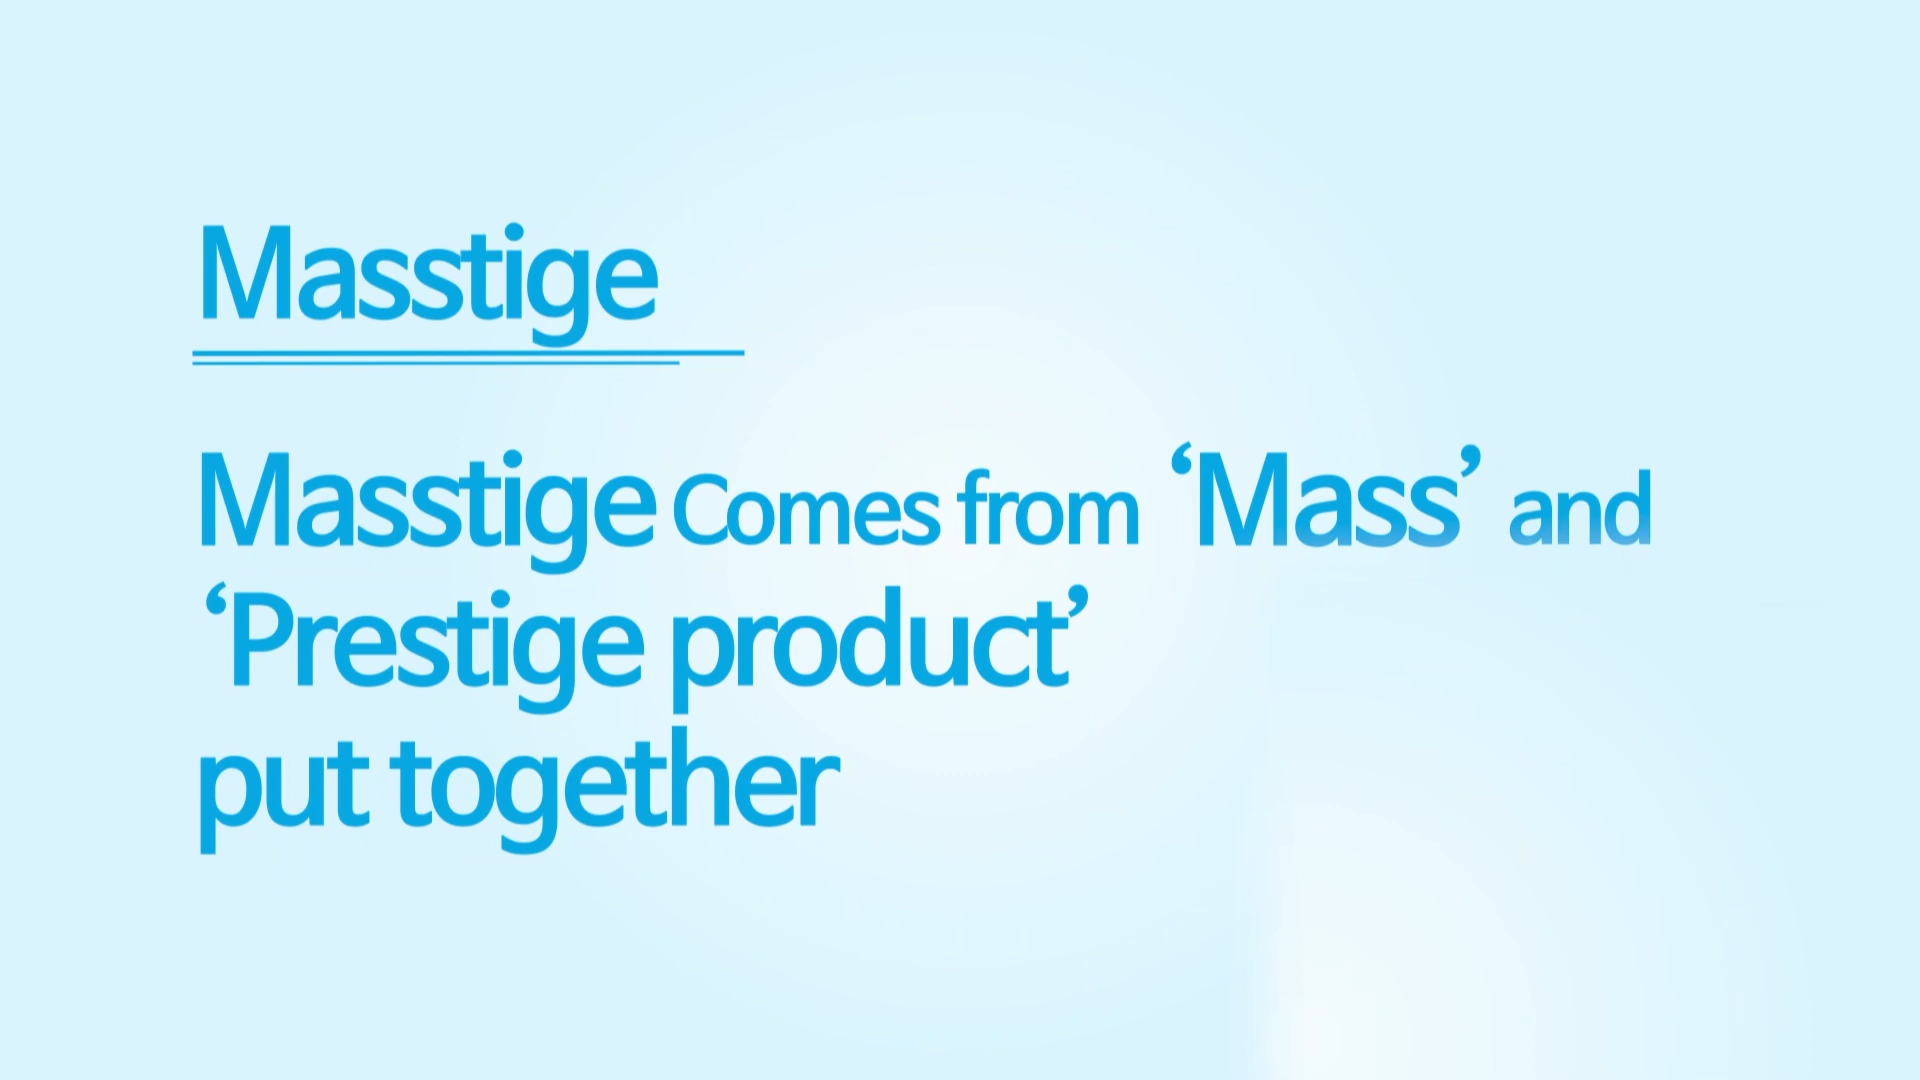 Masstige
Masstige Comes from ‘Mass’ and
‘Prestige product’
put together